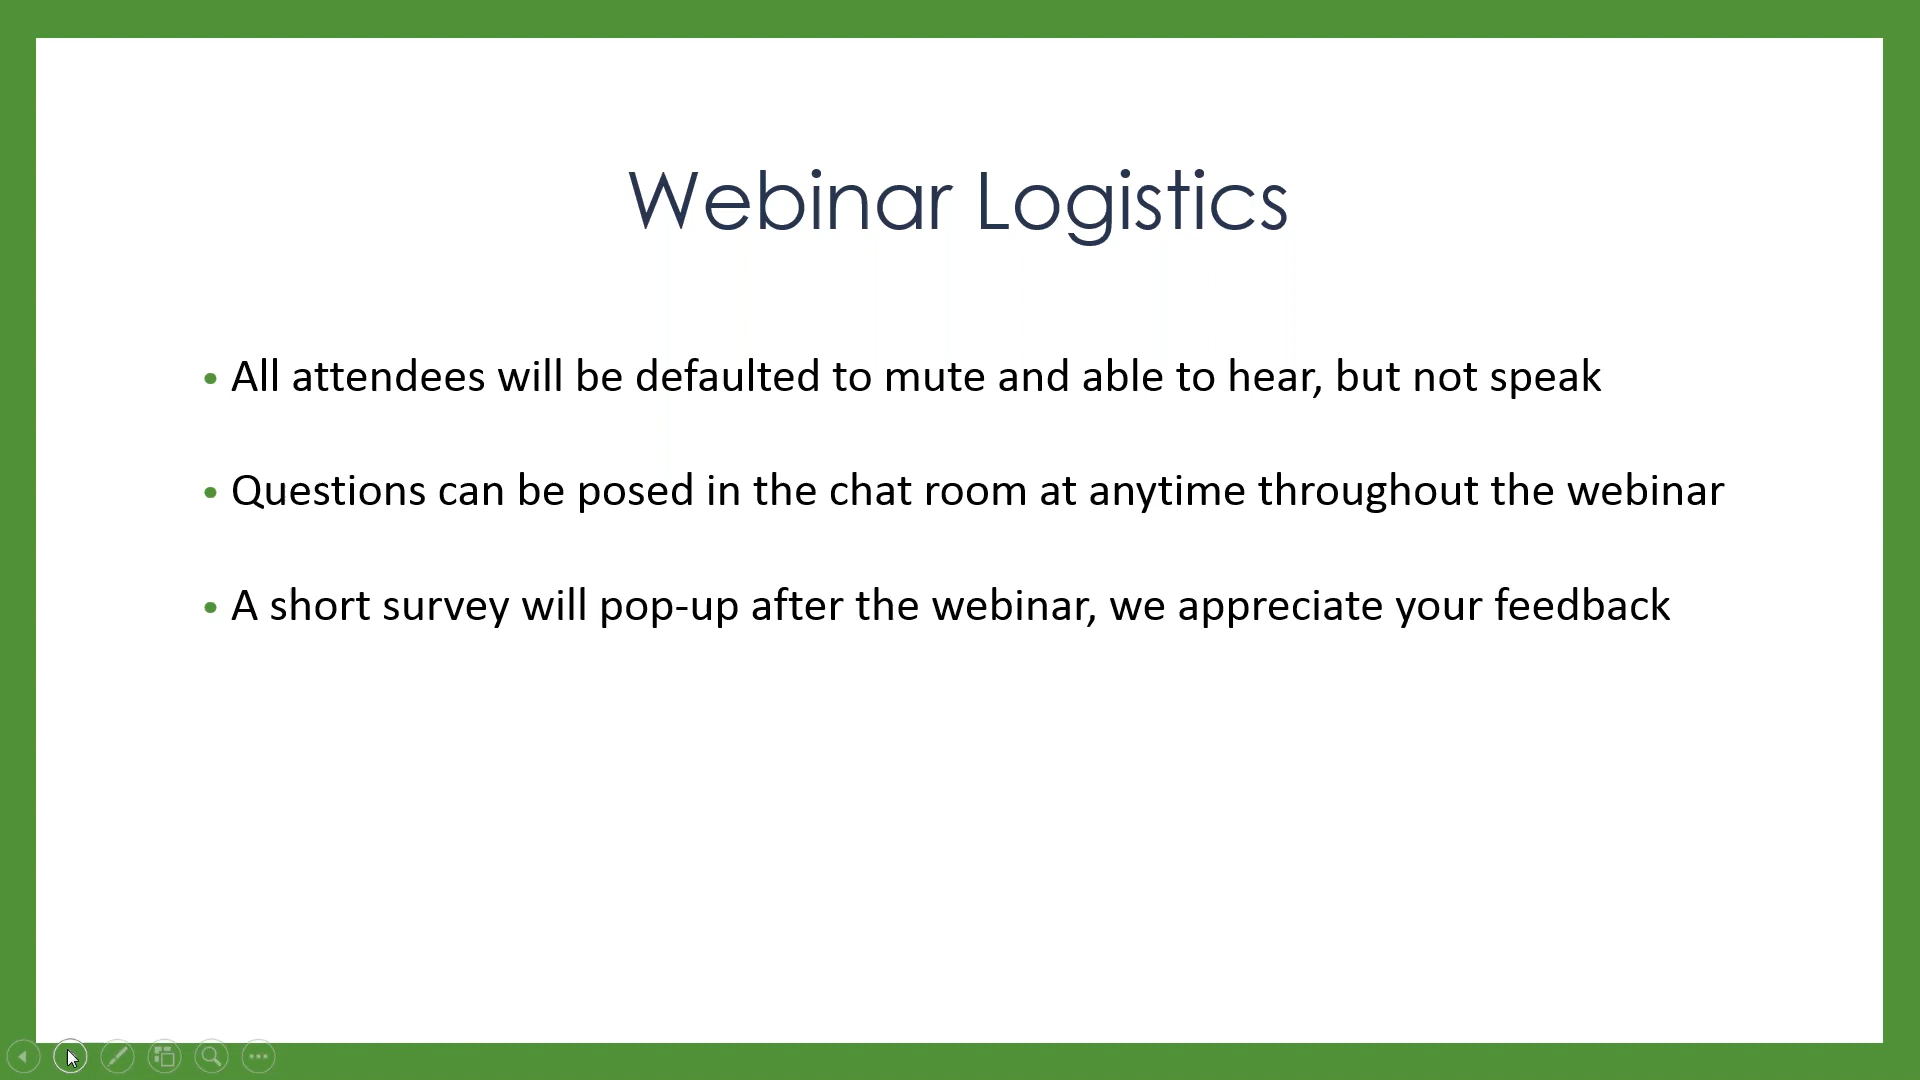 Webinar Logistics
• All attendees will be defaulted to mute and able to hear, but not speak
• Questions can be posed in the chat room at anytime throughout the webinar
• A short survey will pop-up after the webinar, we appreciate your feedback